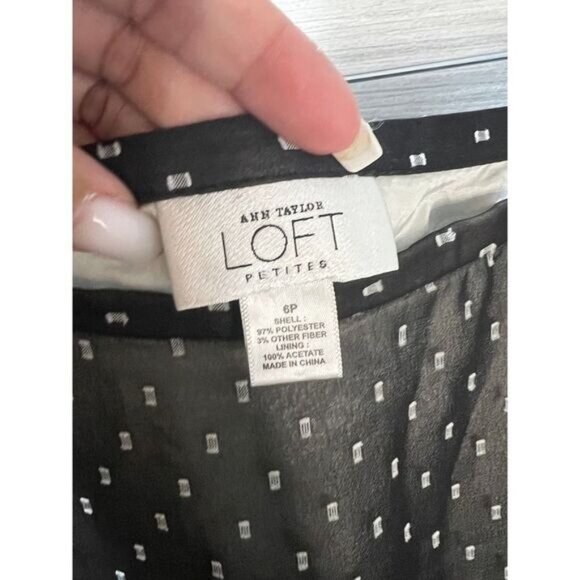 ANN TAYLOR
LOFT
PETITES
6P
SHELL :
97% POLYESTER
3% OTHER FIBER
LINING :
100% ACETATE
MADE IN CHINA